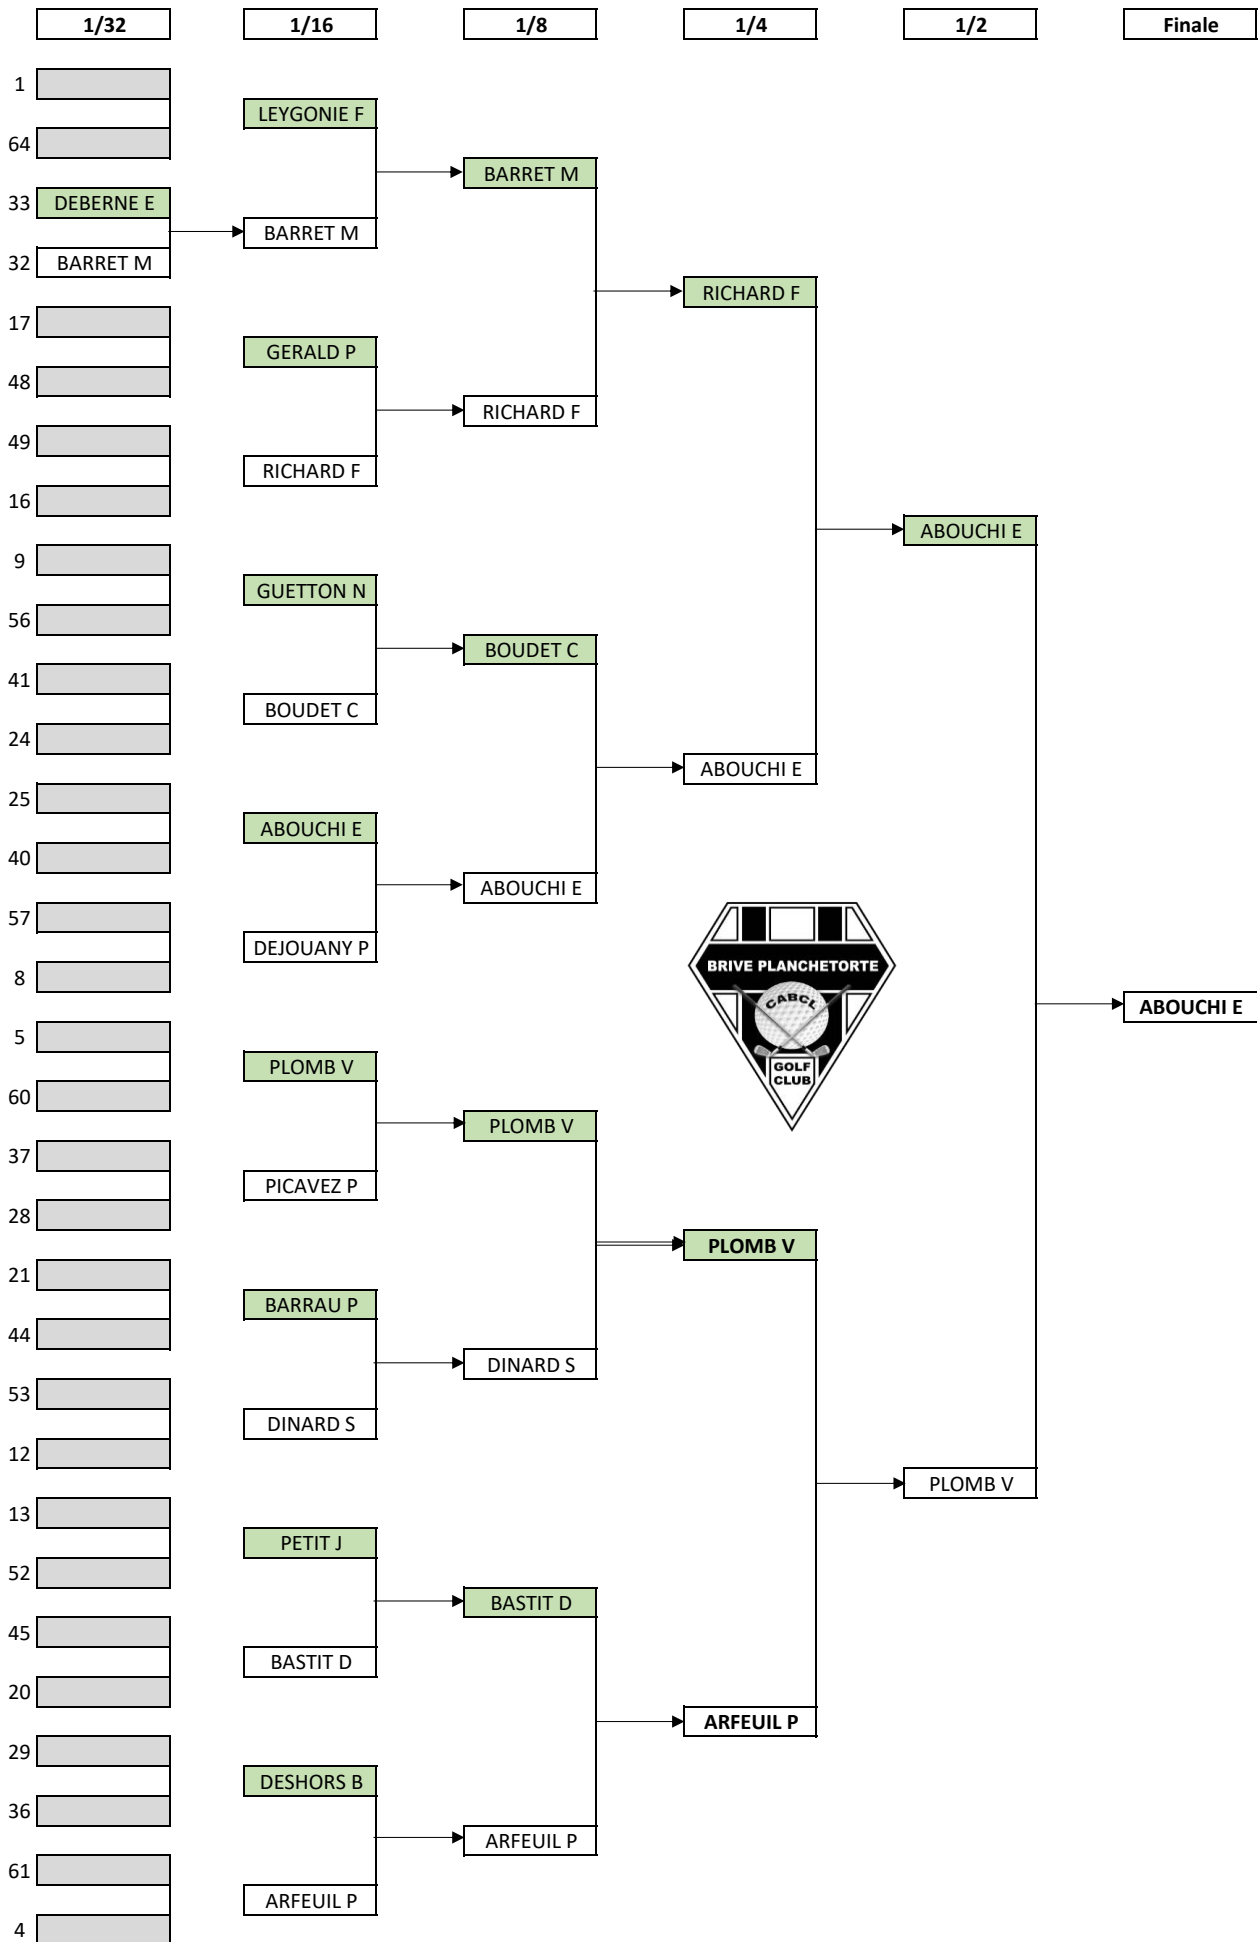 1/32 1/16 1/8 1/4 1/2 Finale
1
LEYGONIE F
64
BARRET M
33 DEBERNE E
BARRET M
32 BARRET M
RICHARD F
17
GERALD P
48
RICHARD F
49
RICHARD F
16
ABOUCHI E
9
GUETTON N
56
BOUDET C
41
BOUDET C
24
ABOUCHI E
25
ABOUCHI E
40
ABOUCHI E
57
DEJOUANY P
BRIVE PLANCHETORTE
8
CABCL
ABOUCHI E
5
PLOMB V
GOLF
CLUB
60
PLOMB V
37
PICAVEZ P
28
PLOMB V
21
BARRAU P
44
DINARD S
53
DINARD S
12
PLOMB V
13
PETIT J
52
BASTIT D
45
BASTIT D
20
ARFEUIL P
29
DESHORS B
36
ARFEUIL P
61
ARFEUIL P
4